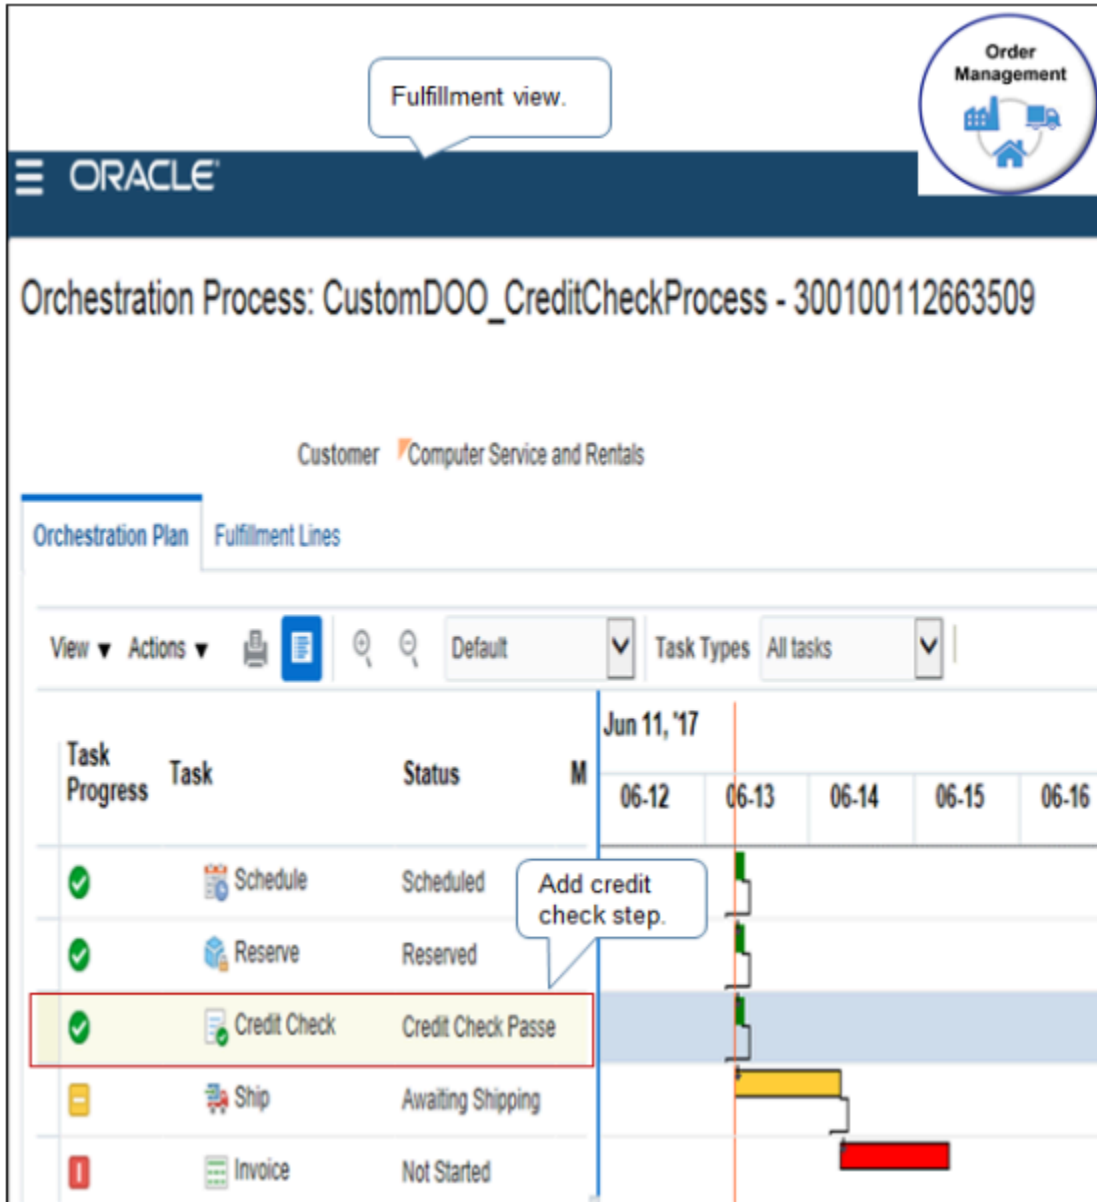 Order
Management
Fulfillment view.
ORACLE
Orchestration Process: CustomDOO_CreditCheckProcess - 300100112663509
Customer Computer Service and Rentals
Orchestration Plan Fulfillment Lines
View Actions Default Task Types All tasks
Jun 11, '17
Task
Progress Task Status M
06-12 06-13 06-14 06-15 06-16
Schedule Scheduled
Add credit
check step.
Reserve Reserved
Credit Check Credit Check Passe
Ship Awaiting Shipping
Invoice Not Started